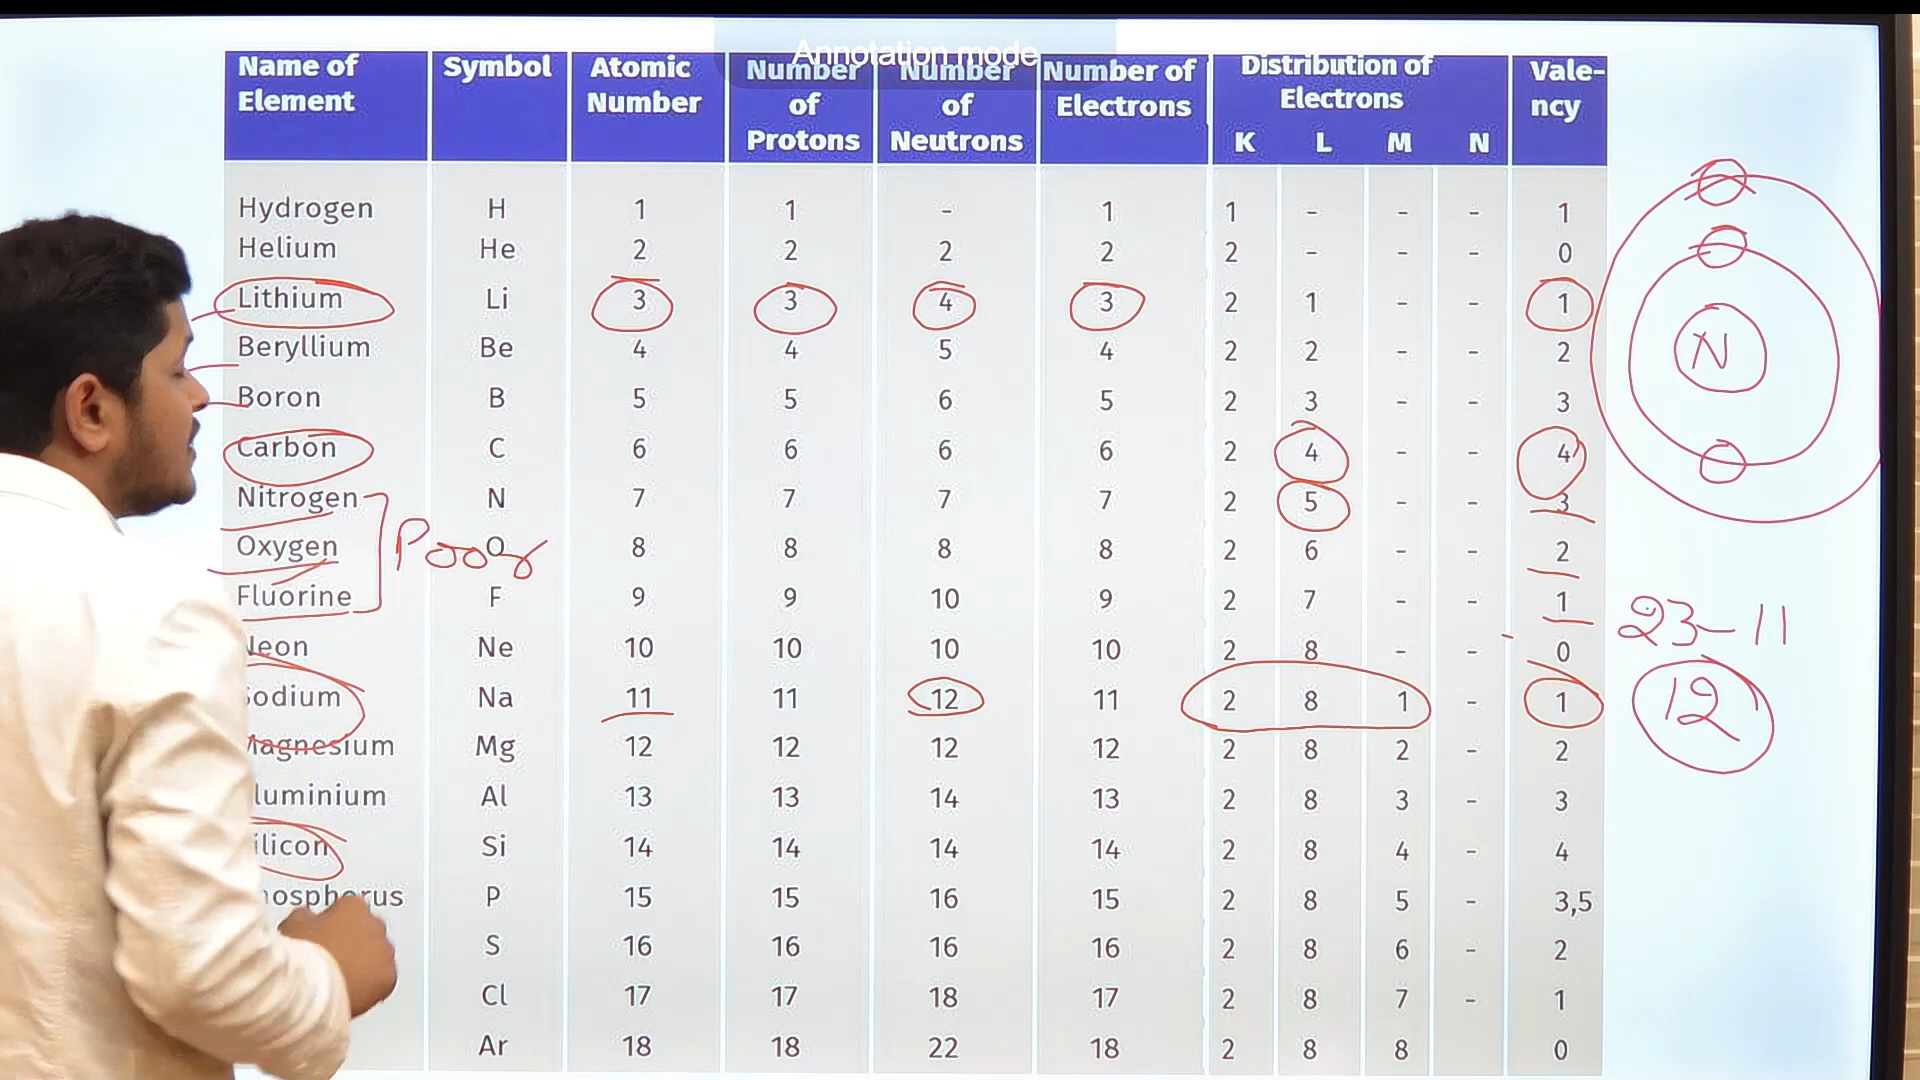 Annotation mode
Name of Element Symbol Atomic Number Number of Protons Number of Neutrons Number of Electrons Distribution of Electrons K L M N Vale-ncy
Hydrogen H 1 1 - 1 1 - - - 1
Helium He 2 2 2 2 2 - - - 0
Lithium Li 3 3 4 3 2 1 - - 1
Beryllium Be 4 4 5 4 2 2 - - 2
Boron B 5 5 6 5 2 3 - - 3
Carbon C 6 6 6 6 2 4 - - 4
Nitrogen N 7 7 7 7 2 5 - - 3
Oxygen O 8 8 8 8 2 6 - - 2
Fluorine F 9 9 10 9 2 7 - - 1
Neon Ne 10 10 10 10 2 8 - - 0
Sodium Na 11 11 12 11 2 8 1 - 1
Magnesium Mg 12 12 12 12 2 8 2 - 2
luminium Al 13 13 14 13 2 8 3 - 3
ilicon Si 14 14 14 14 2 8 4 - 4
hosphorus P 15 15 16 15 2 8 5 - 3,5
S 16 16 16 16 2 8 6 - 2
Cl 17 17 18 17 2 8 7 - 1
Ar 18 18 22 18 2 8 8 0
Poor
N
23-11
12